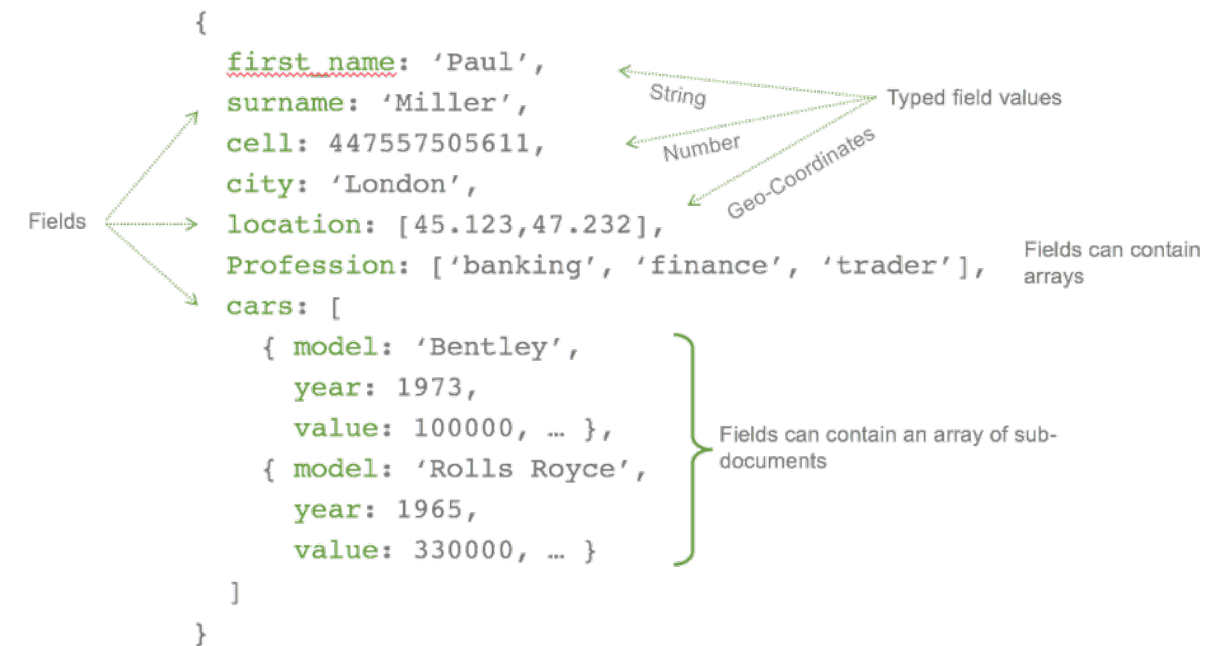 {
first_name: ‘Paul’,
surname: ‘Miller’,
cell: 447557505611,
city: ‘London’,
location: [45.123,47.232],
Profession: [‘banking’, ‘finance’, ‘trader’],
cars: [
{ model: ‘Bentley’,
year: 1973,
value: 100000, … },
{ model: ‘Rolls Royce’,
year: 1965,
value: 330000, … }
]
}
Fields
String
Number
Geo-Coordinates
Typed field values
Fields can contain
arrays
Fields can contain an array of sub-
documents